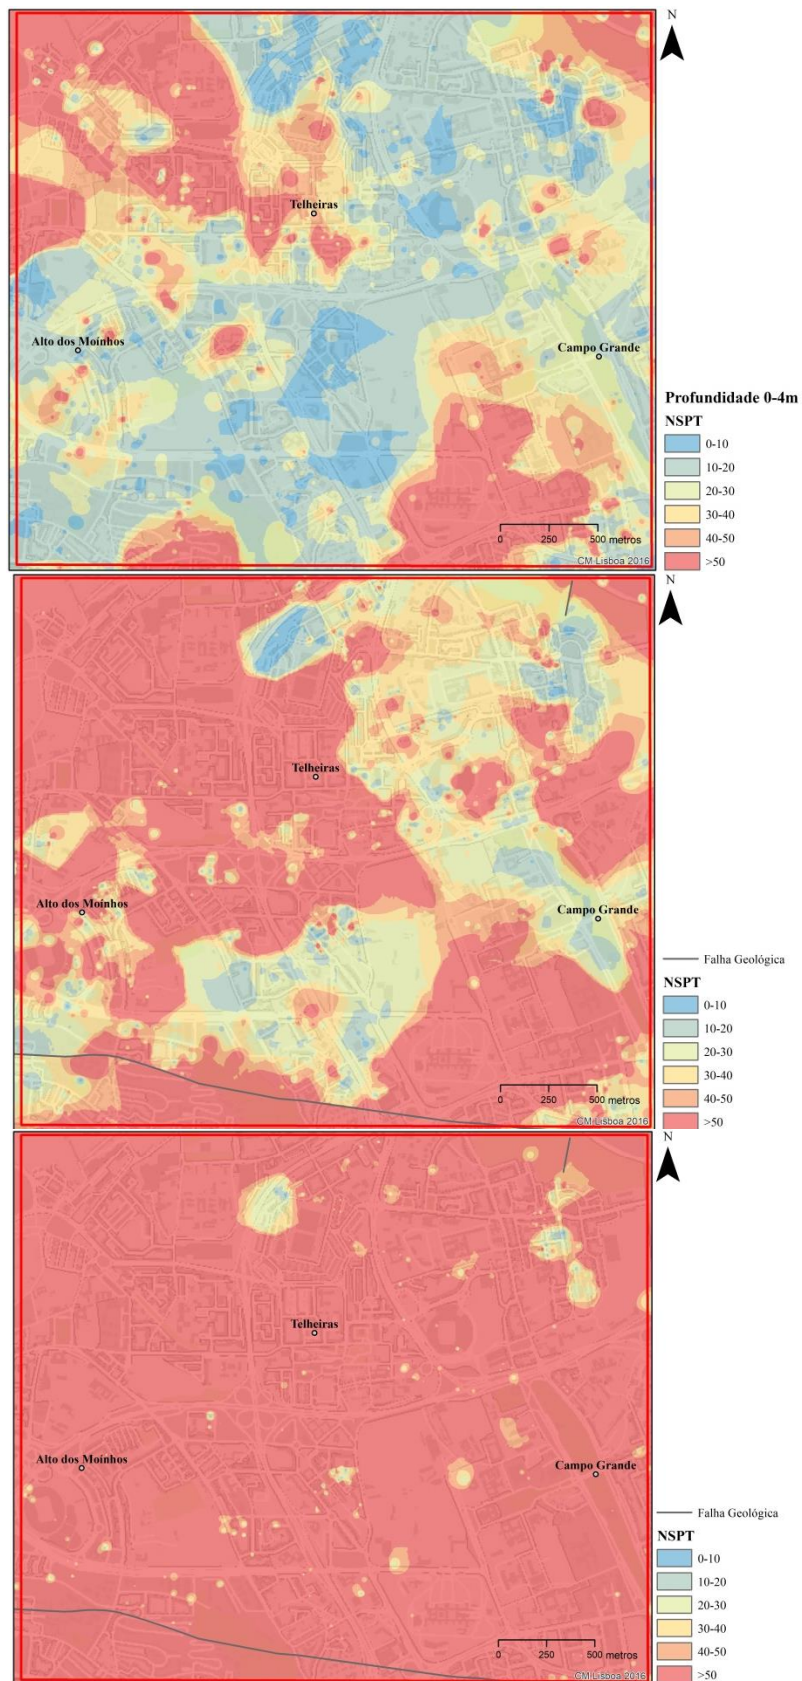 N
Telheiras
Alto dos Moínhos
Campo Grande
Profundidade 0-4m
NSPT
0-10
10-20
20-30
30-40
40-50
>50
0 250 500 metros
CM Lisboa 2016
N
Telheiras
Alto dos Moínhos
Campo Grande
Falha Geológica
NSPT
0-10
10-20
20-30
30-40
40-50
>50
0 250 500 metros
CM Lisboa 2016
N
Telheiras
Alto dos Moínhos
Campo Grande
Falha Geológica
NSPT
0-10
10-20
20-30
30-40
40-50
>50
0 250 500 metros
CM Lisboa 2016